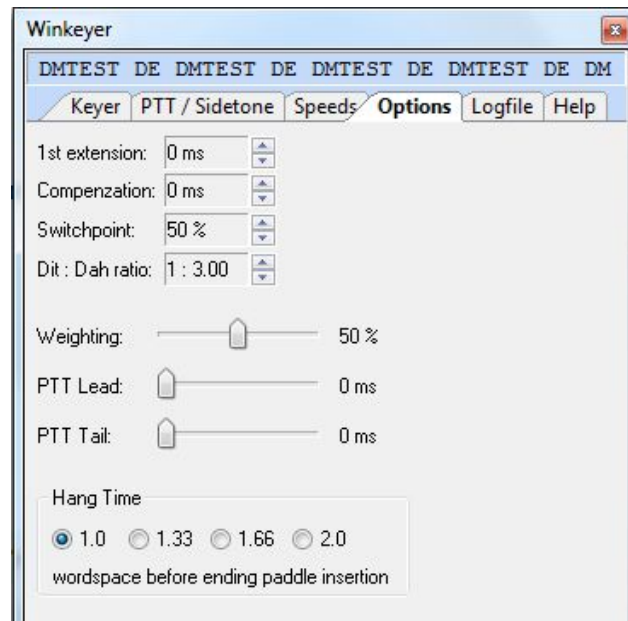 Winkeyer
DMTEST DE DMTEST DE DMTEST DE DMTEST DE DM
Keyer PTT / Sidetone Speeds Options Logfile Help
1st extension: 0 ms
Compenzation: 0 ms
Switchpoint: 50 %
Dit : Dah ratio: 1 : 3.00
Weighting: 50 %
PTT Lead: 0 ms
PTT Tail: 0 ms
Hang Time
1.0 1.33 1.66 2.0
wordspace before ending paddle insertion